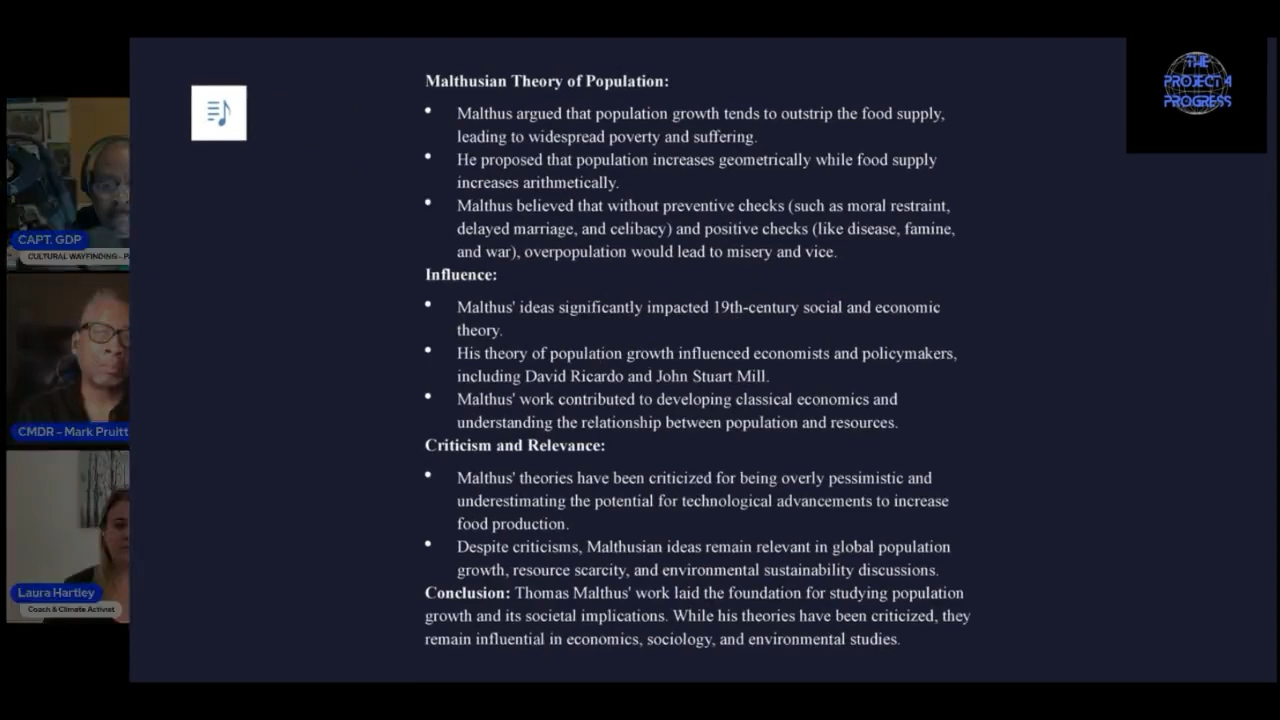 Malthusian Theory of Population:
• Malthus argued that population growth tends to outstrip the food supply,
leading to widespread poverty and suffering.
• He proposed that population increases geometrically while food supply
increases arithmetically.
• Malthus believed that without preventive checks (such as moral restraint,
delayed marriage, and celibacy) and positive checks (like disease, famine,
and war), overpopulation would lead to misery and vice.
Influence:
• Malthus' ideas significantly impacted 19th-century social and economic
theory.
• His theory of population growth influenced economists and policymakers,
including David Ricardo and John Stuart Mill.
• Malthus' work contributed to developing classical economics and
understanding the relationship between population and resources.
Criticism and Relevance:
• Malthus' theories have been criticized for being overly pessimistic and
underestimating the potential for technological advancements to increase
food production.
• Despite criticisms, Malthusian ideas remain relevant in global population
growth, resource scarcity, and environmental sustainability discussions.
Conclusion: Thomas Malthus' work laid the foundation for studying population
growth and its societal implications. While his theories have been criticized, they
remain influential in economics, sociology, and environmental studies.
THE
PROJECT 4
PROGRESS
CAPT. GDP
CULTURAL WAYFINDING - P
CMDR - Mark Pruitt
Laura Hartley
Coach & Climate Activist